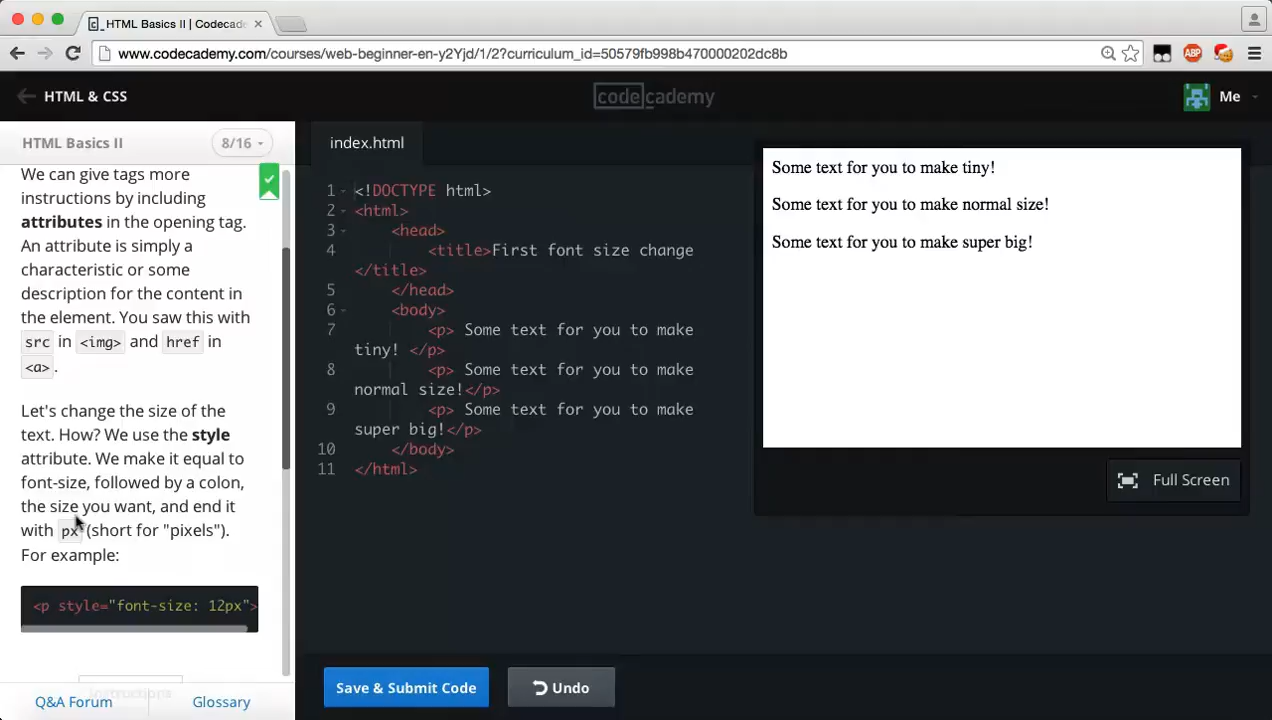 HTML Basics II | Codecad
www.codecademy.com/courses/web-beginner-en-y2Yjd/1/2?curriculum_id=50579fb998b470000202dc8b
ABP
HTML & CSS
codecademy
Me
HTML Basics II
8/16
index.html
We can give tags more
instructions by including
attributes in the opening tag.
An attribute is simply a
characteristic or some
description for the content in
the element. You saw this with
src in <img> and href in
<a>.
Let's change the size of the
text. How? We use the style
attribute. We make it equal to
font-size, followed by a colon,
the size you want, and end it
with px (short for "pixels").
For example:
<p style="font-size: 12px">
Instructions
Q&A Forum
Glossary
1 <!DOCTYPE html>
2 <html>
3 <head>
4 <title>First font size change
</title>
5 </head>
6 <body>
7 <p> Some text for you to make
tiny! </p>
8 <p> Some text for you to make
normal size!</p>
9 <p> Some text for you to make
super big!</p>
10 </body>
11 </html>
Save & Submit Code
Undo
Some text for you to make tiny!
Some text for you to make normal size!
Some text for you to make super big!
Full Screen